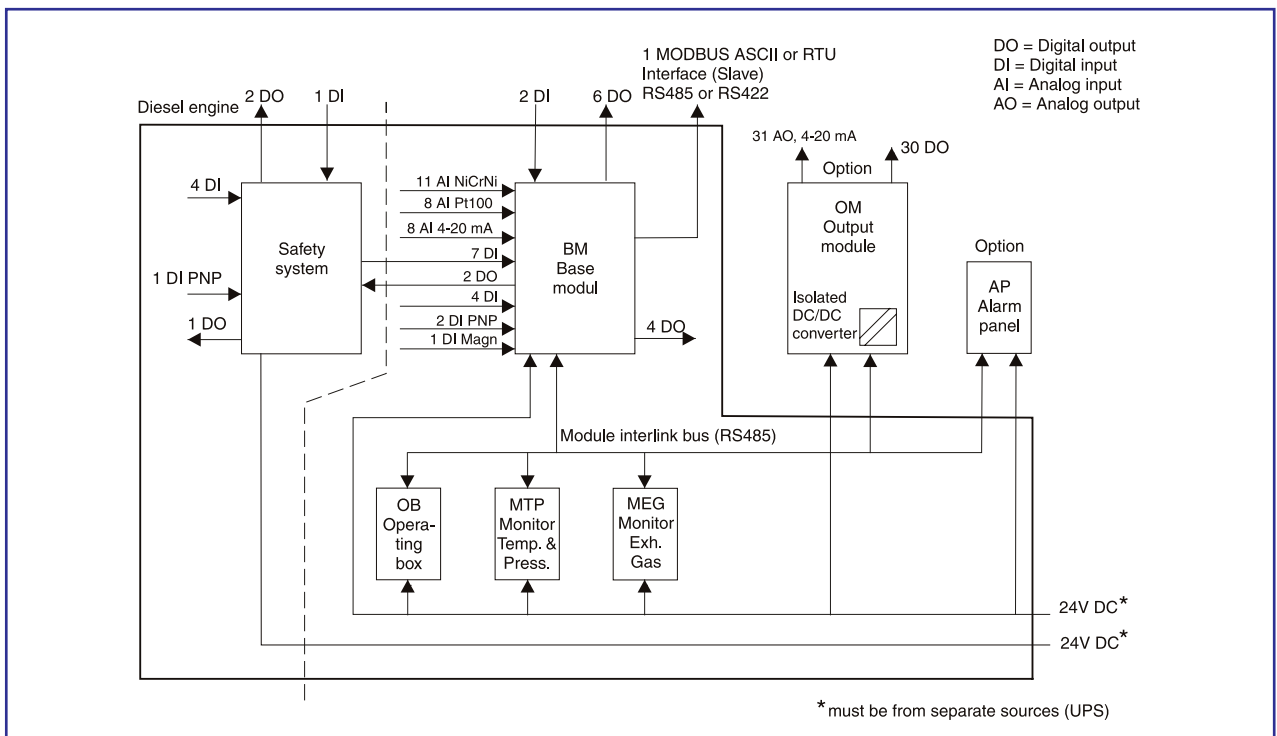 1 MODBUS ASCII or RTU
Interface (Slave)
RS485 or RS422
DO = Digital output
DI = Digital input
AI = Analog input
AO = Analog output
Diesel engine
2 DO
1 DI
2 DI
6 DO
31 AO, 4-20 mA
30 DO
Option
4 DI
1 DI PNP
1 DO
Safety
system
11 AI NiCrNi
8 AI Pt100
8 AI 4-20 mA
7 DI
2 DO
4 DI
2 DI PNP
1 DI Magn
BM
Base
modul
4 DO
OM
Output
module
Isolated
DC/DC
converter
Option
AP
Alarm
panel
Module interlink bus (RS485)
OB
Opera-
ting
box
MTP
Monitor
Temp. &
Press.
MEG
Monitor
Exh.
Gas
24V DC*
24V DC*
*must be from separate sources (UPS)